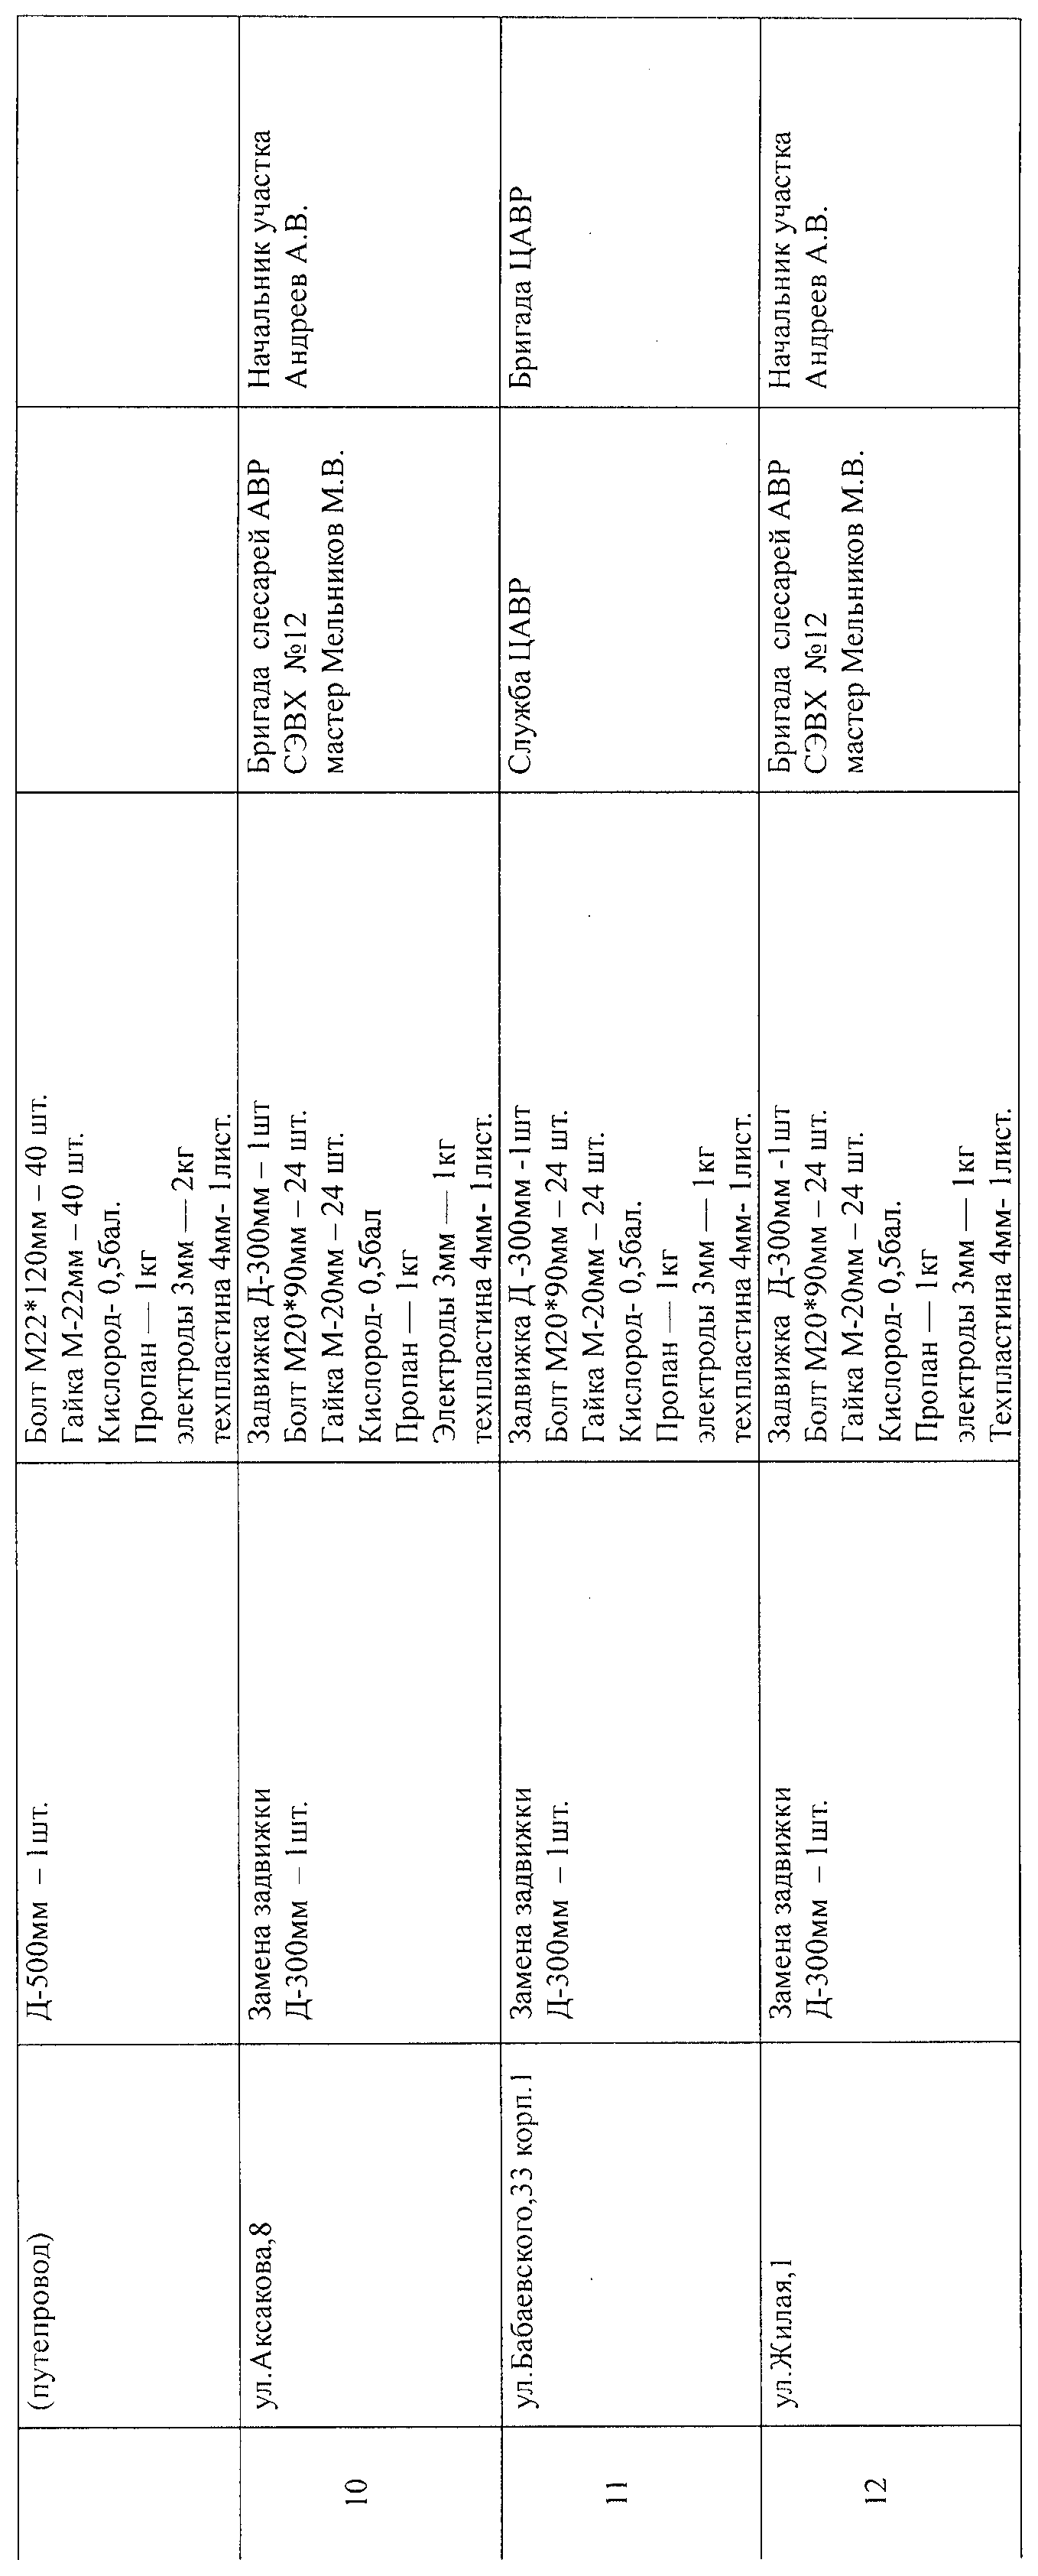 (путепровод)
Д-500мм – 1шт.
Болт М22*120мм – 40 шт.
Гайка М-22мм – 40 шт.
Кислород- 0,5бал.
Пропан — 1кг
электроды 3мм — 2кг
техпластина 4мм- 1лист.
10
ул.Аксакова,8
Замена задвижки
Д-300мм – 1шт.
Задвижка Д-300мм – 1шт
Болт М20*90мм – 24 шт.
Гайка М-20мм – 24 шт.
Кислород- 0,5бал
Пропан — 1кг
Электроды 3мм — 1кг
техпластина 4мм- 1лист.
Бригада слесарей АВР
СЭВХ №12
мастер Мельников М.В.
Начальник участка
Андреев А.В.
11
ул.Бабаевского,33 корп.1
Замена задвижки
Д-300мм – 1шт.
Задвижка Д -300мм -1шт
Болт М20*90мм – 24 шт.
Гайка М-20мм – 24 шт.
Кислород- 0,5бал.
Пропан — 1кг
электроды 3мм — 1кг
техпластина 4мм- 1лист.
Служба ЦАВР
Бригада ЦАВР
12
ул.Жилая,1
Замена задвижки
Д-300мм – 1шт.
Задвижка Д-300мм -1шт
Болт М20*90мм – 24 шт.
Гайка М-20мм – 24 шт.
Кислород- 0,5бал.
Пропан — 1кг
электроды 3мм — 1кг
Техпластина 4мм- 1лист.
Бригада слесарей АВР
СЭВХ №12
мастер Мельников М.В.
Начальник участка
Андреев А.В.